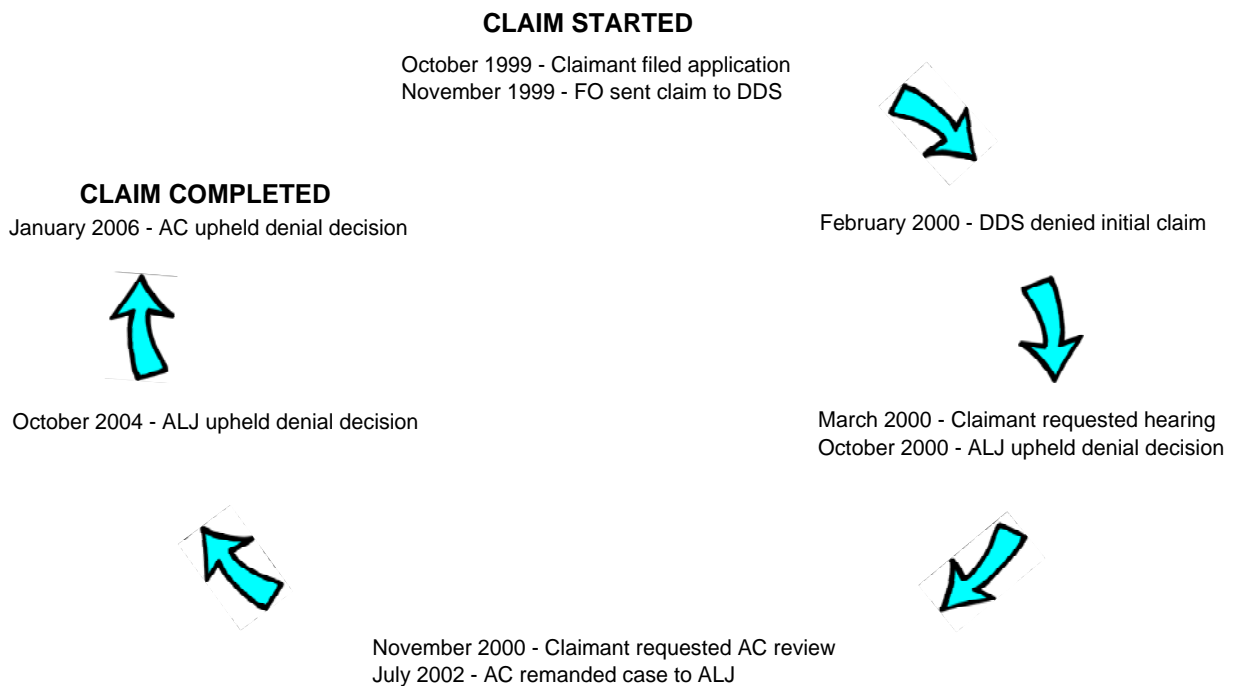 CLAIM STARTED
October 1999 - Claimant filed application
November 1999 - FO sent claim to DDS
February 2000 - DDS denied initial claim
March 2000 - Claimant requested hearing
October 2000 - ALJ upheld denial decision
November 2000 - Claimant requested AC review
July 2002 - AC remanded case to ALJ
October 2004 - ALJ upheld denial decision
CLAIM COMPLETED
January 2006 - AC upheld denial decision